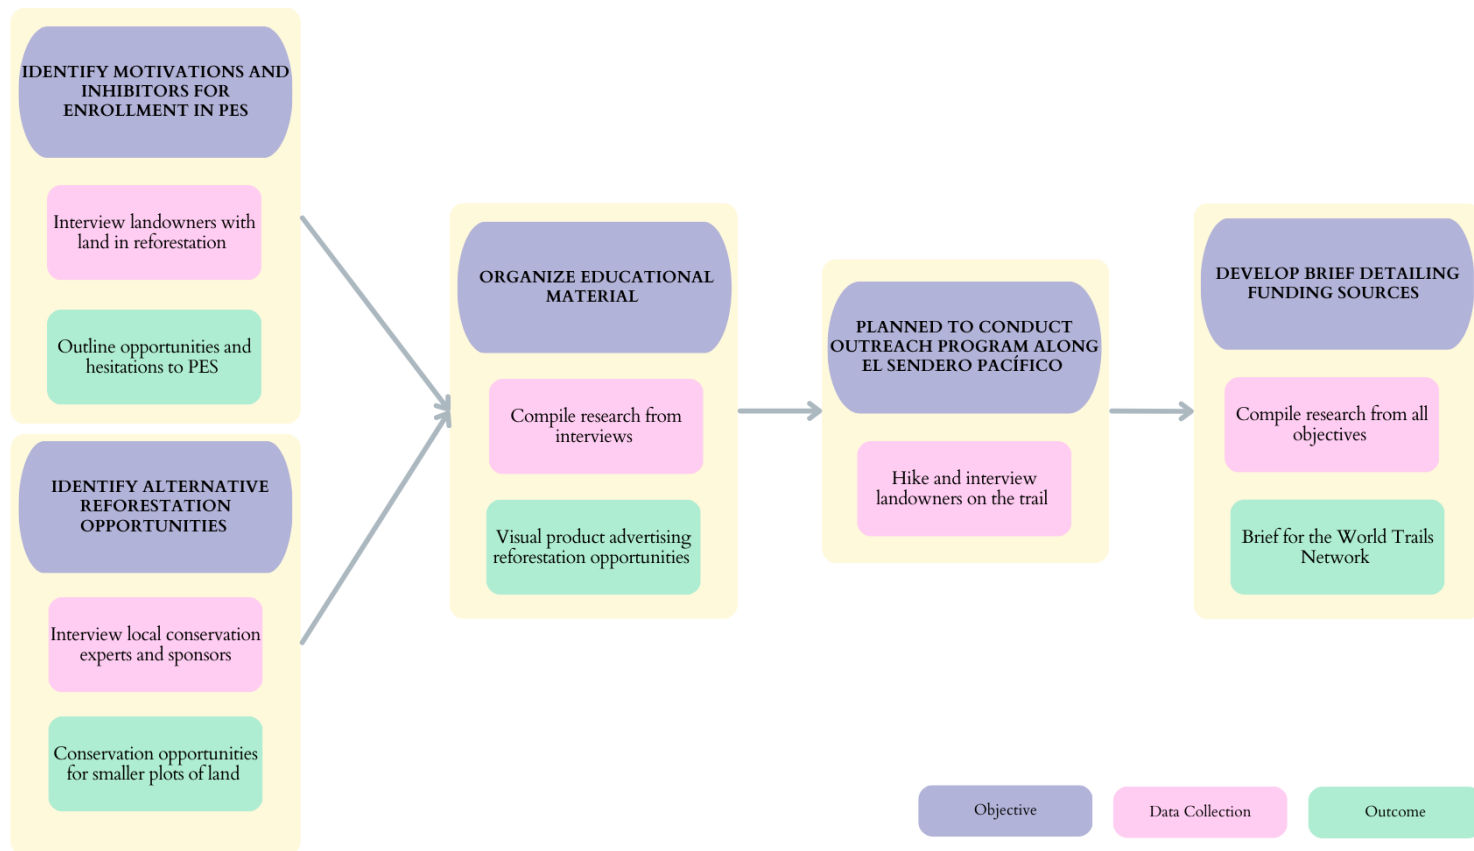 IDENTIFY MOTIVATIONS AND
INHIBITORS FOR
ENROLLMENT IN PES
Interview landowners with
land in reforestation
Outline opportunities and
hesitations to PES
IDENTIFY ALTERNATIVE
REFORESTATION
OPPORTUNITIES
Interview local conservation
experts and sponsors
Conservation opportunities
for smaller plots of land
ORGANIZE EDUCATIONAL
MATERIAL
Compile research from
interviews
Visual product advertising
reforestation opportunities
PLANNED TO CONDUCT
OUTREACH PROGRAM ALONG
EL SENDERO PACÍFICO
Hike and interview
landowners on the trail
DEVELOP BRIEF DETAILING
FUNDING SOURCES
Compile research from all
objectives
Brief for the World Trails
Network
Objective
Data Collection
Outcome